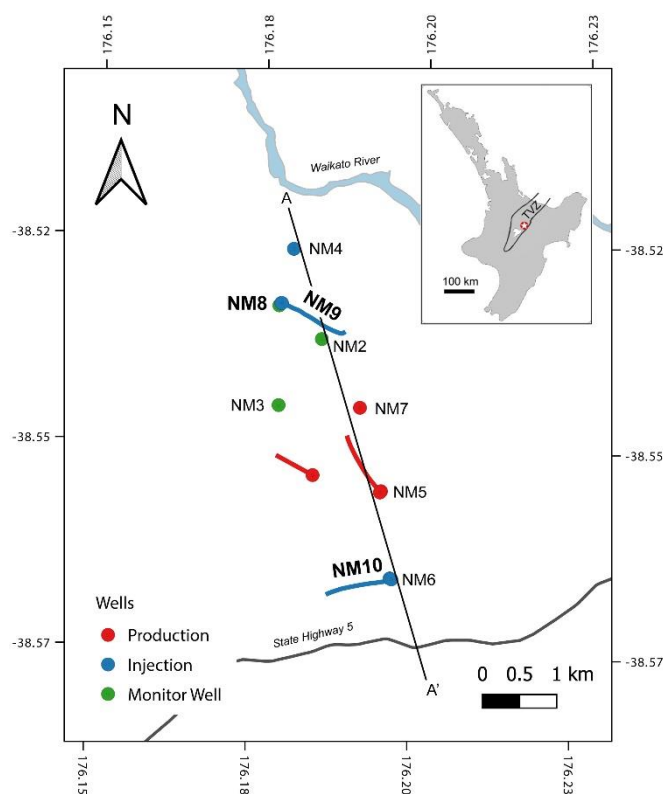 176.15
176.18
176.20
176.23
N
Waikato River
TVZ
100 km
A
-38.52
-38.52
NM4
NM8
NM9
NM2
NM3
NM7
-38.55
-38.55
NM5
NM10
NM6
Wells
Production
Injection
Monitor Well
State Highway 5
-38.57
-38.57
0 0.5 1 km
A'
176.15
176.18
176.20
176.23